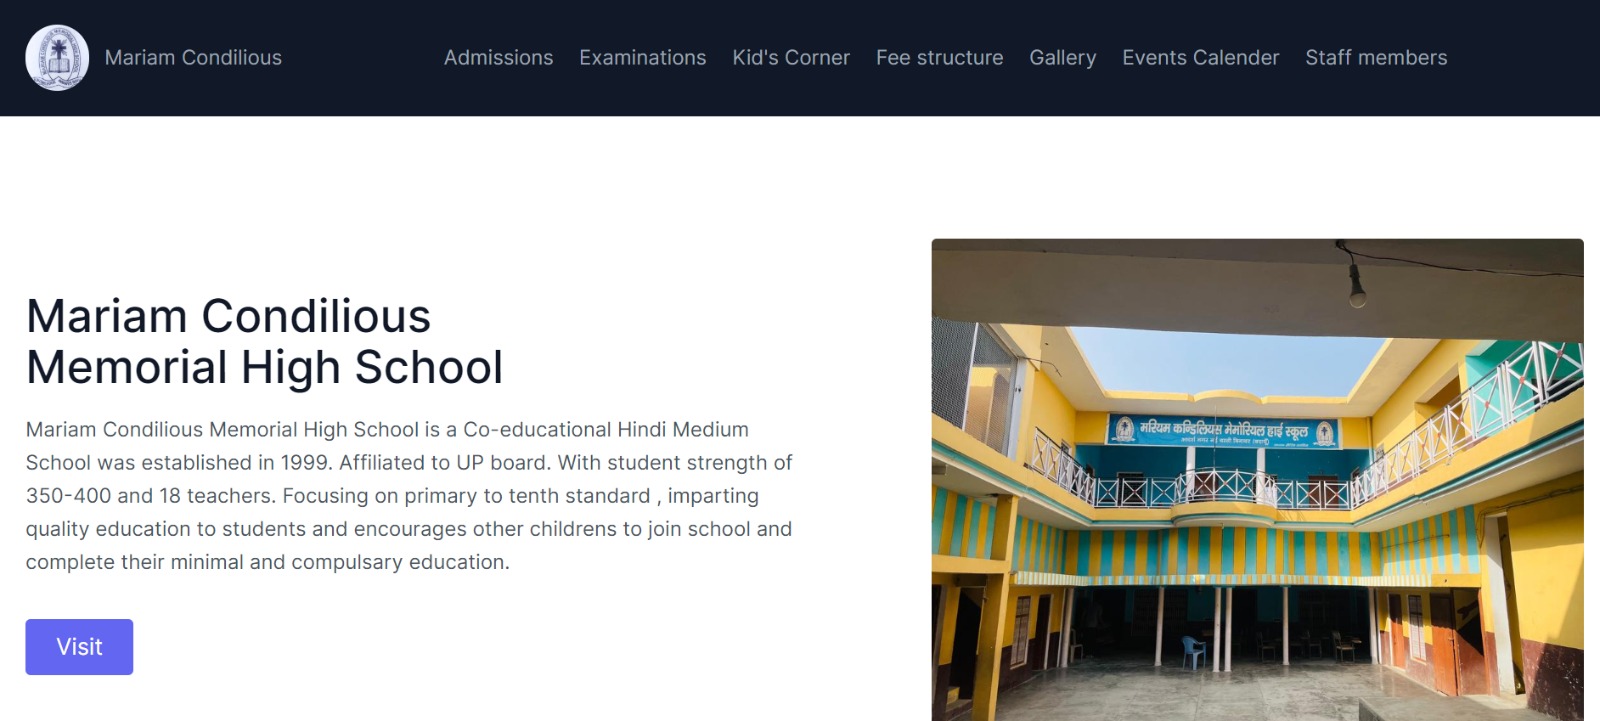 Mariam Condilious
Admissions
Examinations
Kid's Corner
Fee structure
Gallery
Events Calender
Staff members
Mariam Condilious
Memorial High School
Mariam Condilious Memorial High School is a Co-educational Hindi Medium
School was established in 1999. Affiliated to UP board. With student strength of
350-400 and 18 teachers. Focusing on primary to tenth standard , imparting
quality education to students and encourages other childrens to join school and
complete their minimal and compulsary education.
Visit
मरियम कन्डिलियस मेमोरियल हाई स्कूल